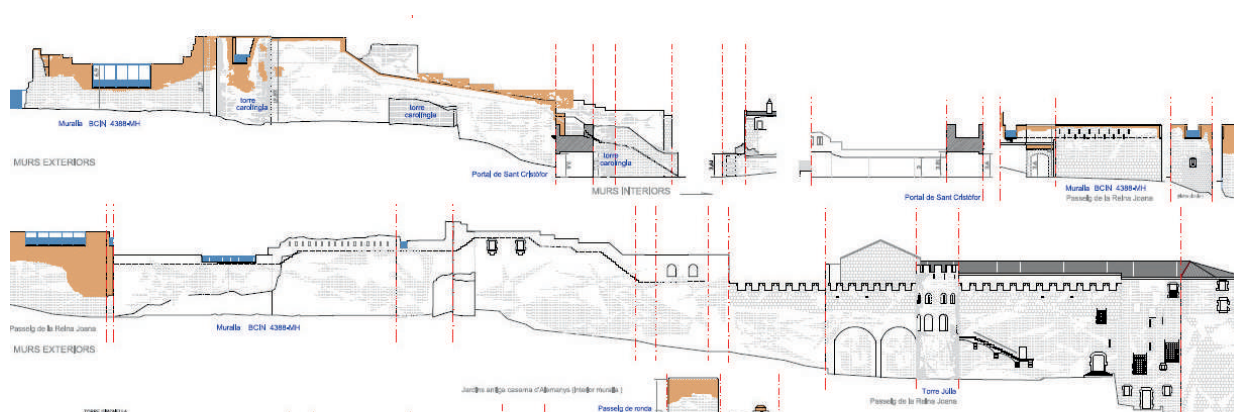 torre
carolíngia
Muralla BCIN 4388-MH
torre
carolíngia
torre
carolíngia
MURS EXTERIORS
Portal de Sant Cristòfor
MURS INTERIORS
Portal de Sant Cristòfor
Muralla BCIN 4388-MH
Passeig de la Reina Joana
Passeig de la Reina Joana
Muralla BCIN 4388-MH
MURS EXTERIORS
Jardins antiga caserna d'Alemanys (interior muralla)
Passeig de ronda
Torre Júlia
Passeig de la Reina Joana